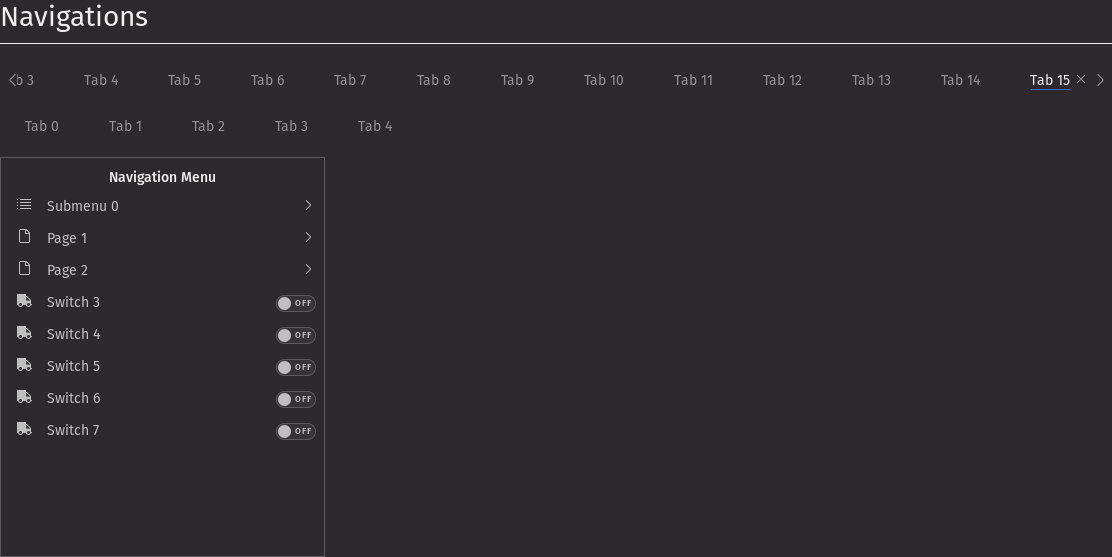 Navigations
b 3 Tab 4 Tab 5 Tab 6 Tab 7 Tab 8 Tab 9 Tab 10 Tab 11 Tab 12 Tab 13 Tab 14 Tab 15
Tab 0 Tab 1 Tab 2 Tab 3 Tab 4
Navigation Menu
Submenu 0
Page 1
Page 2
Switch 3 OFF
Switch 4 OFF
Switch 5 OFF
Switch 6 OFF
Switch 7 OFF